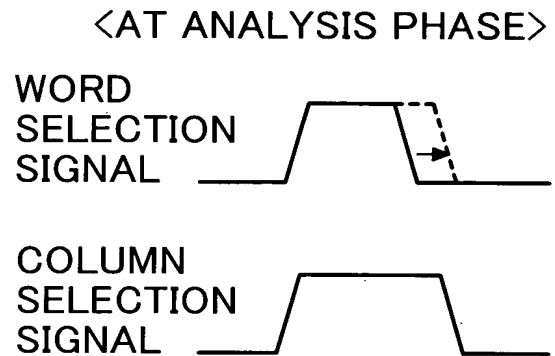 <AT ANALYSIS PHASE>
WORD
SELECTION
SIGNAL
COLUMN
SELECTION
SIGNAL